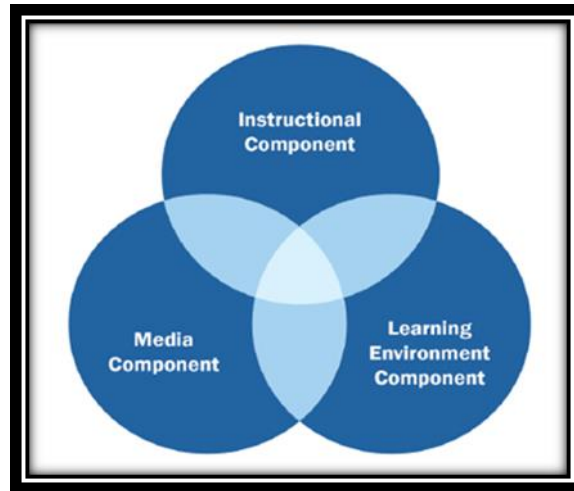 Instructional
Component
Media
Component
Learning
Environment
Component